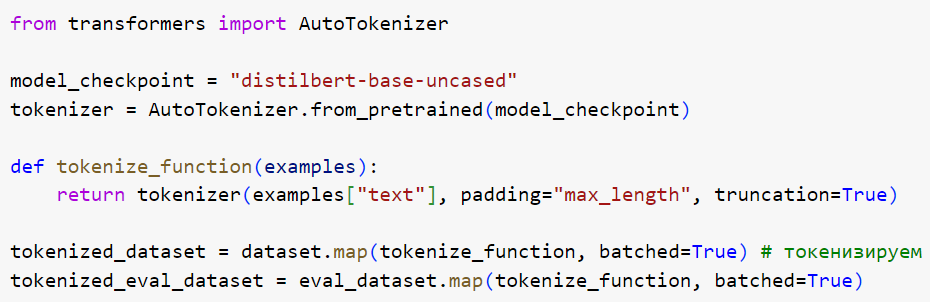 from transformers import AutoTokenizer
model_checkpoint = "distilbert-base-uncased"
tokenizer = AutoTokenizer.from_pretrained(model_checkpoint)
def tokenize_function(examples):
    return tokenizer(examples["text"], padding="max_length", truncation=True)
tokenized_dataset = dataset.map(tokenize_function, batched=True) # токенизируем
tokenized_eval_dataset = eval_dataset.map(tokenize_function, batched=True)